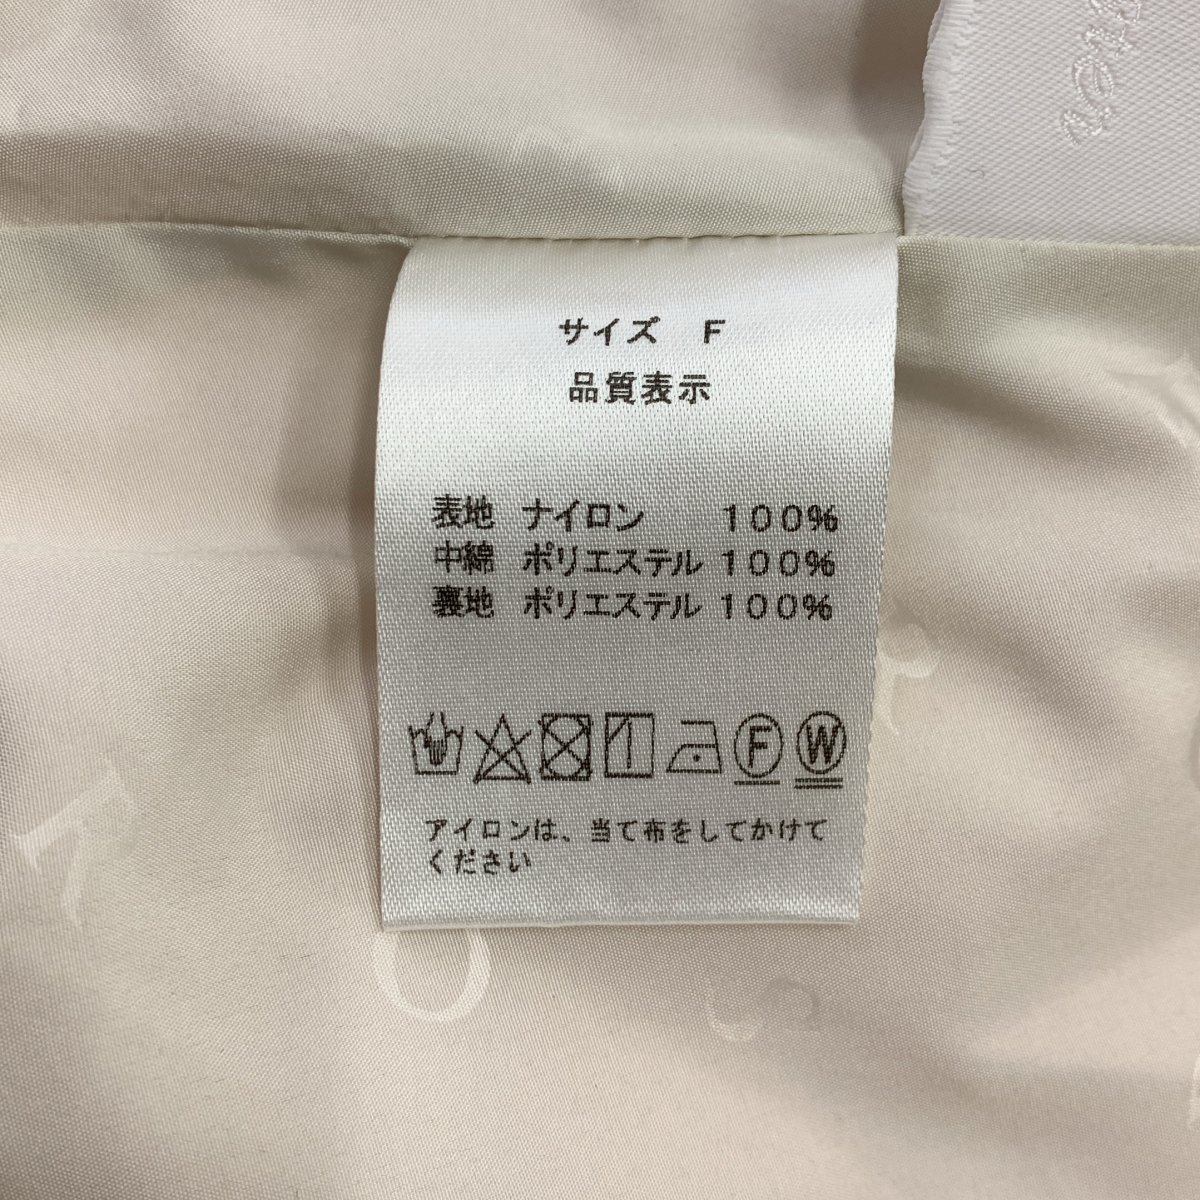 サイズ F
品質表示
表地 ナイロン 100%
中綿 ポリエステル 100%
裏地 ポリエステル 100%
F W
アイロンは、当て布をしてかけて
ください